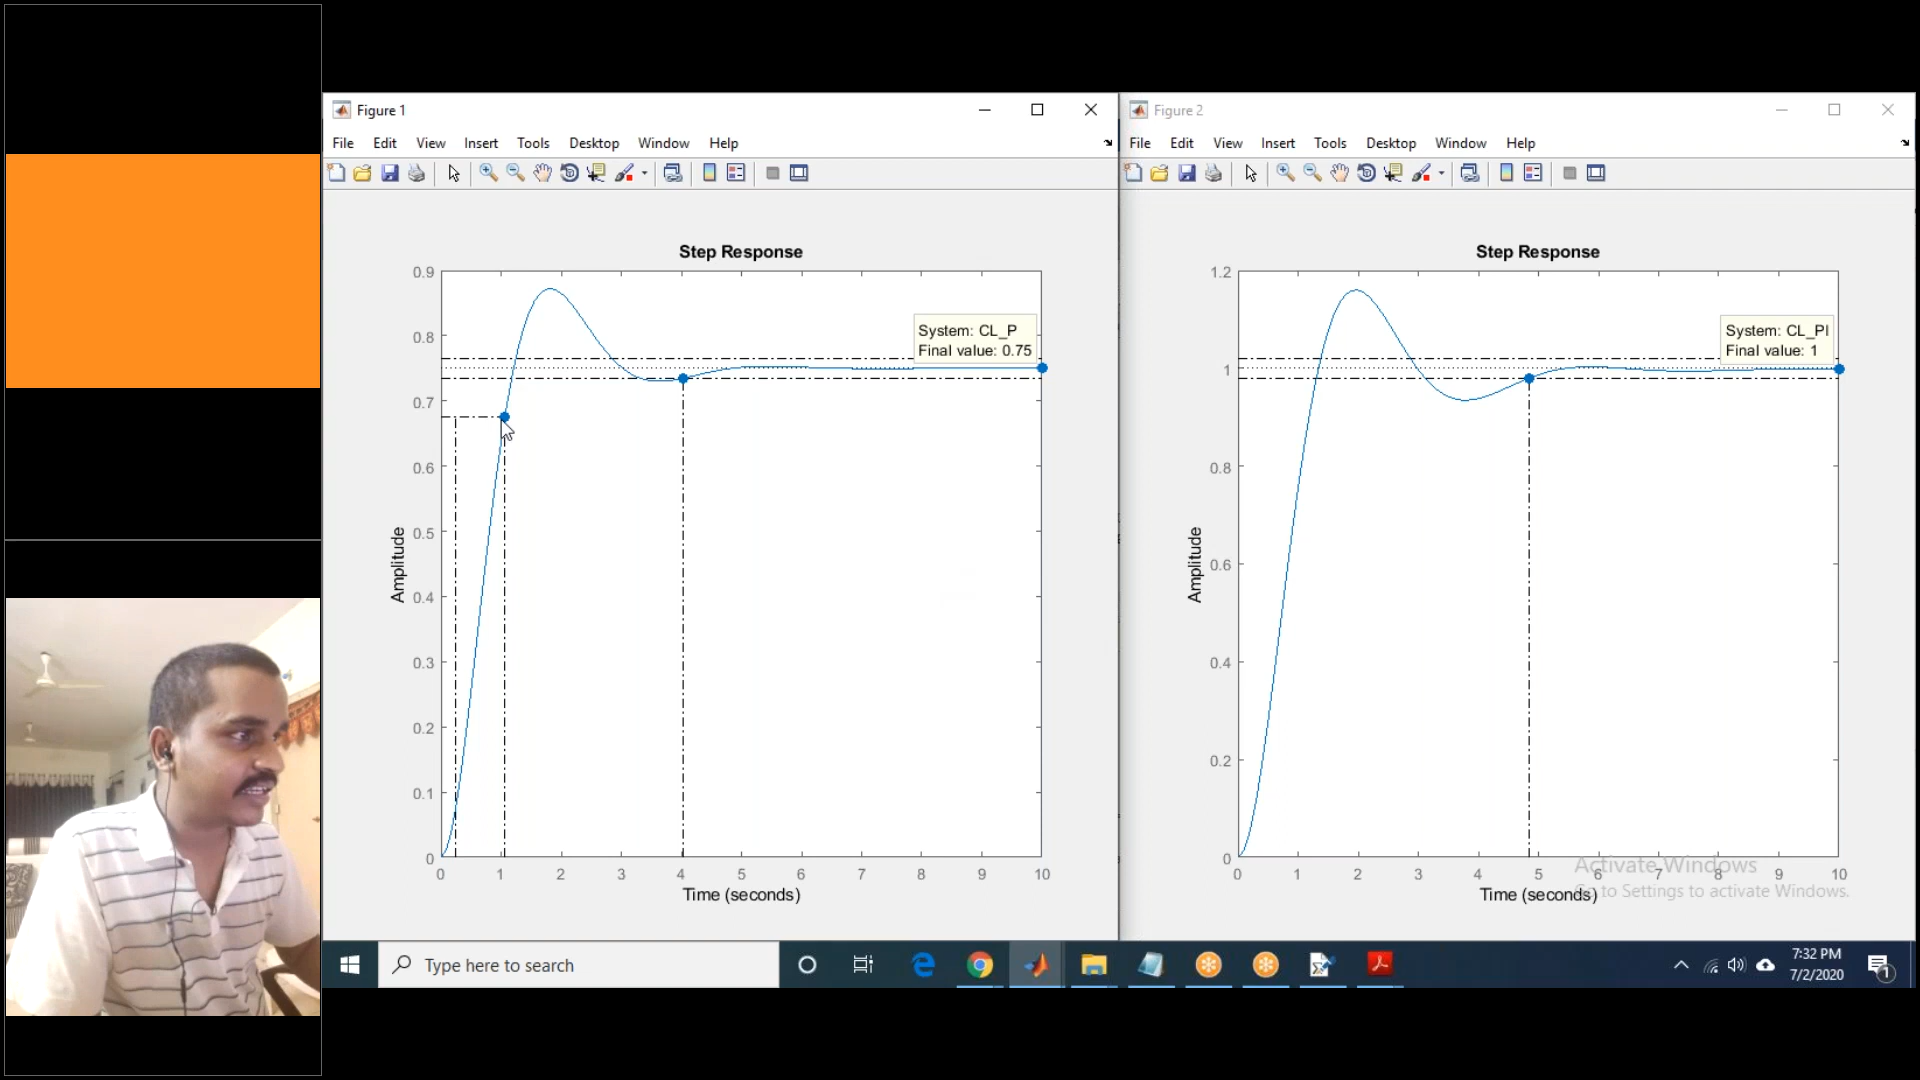 Figure 1
File Edit View Insert Tools Desktop Window Help
Step Response
0.9
0.8
0.7
0.6
0.5
0.4
0.3
0.2
0.1
0
Amplitude
System: CL_P
Final value: 0.75
0 1 2 3 4 5 6 7 8 9 10
Time (seconds)
Figure 2
File Edit View Insert Tools Desktop Window Help
Step Response
1.2
1
0.8
0.6
0.4
0.2
0
Amplitude
System: CL_PI
Final value: 1
0 1 2 3 4 5 6 7 8 9 10
Time (seconds)
Activate Windows
Go to Settings to activate Windows.
Type here to search
7:32 PM
7/2/2020
1